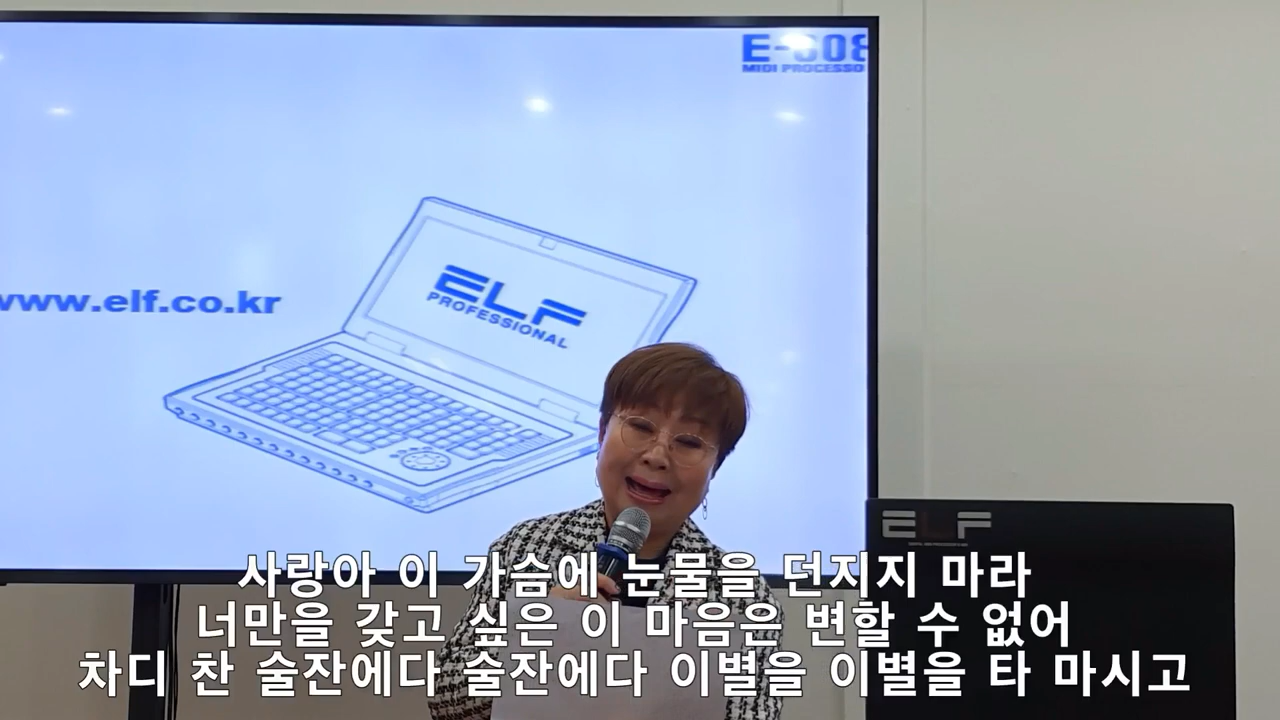 MIDI PROCESSO
www.elf.co.kr
ELF
PROFESSIONAL
ELF
사랑아 이 가슴에 눈물을 던지지 마라
너만을 갖고 싶은 이 마음은 변할 수 없어
차디 찬 술잔에다 술잔에다 이별을 이별을 타 마시고